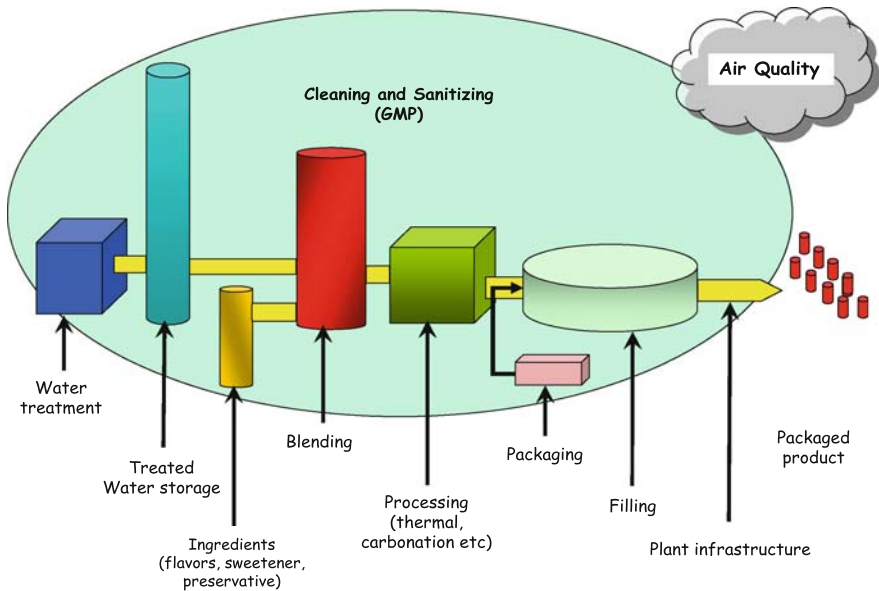 Air Quality
Cleaning and Sanitizing
(GMP)
Water
treatment
Treated
Water storage
Ingredients
(flavors, sweetener,
preservative)
Blending
Processing
(thermal,
carbonation etc)
Packaging
Filling
Plant infrastructure
Packaged
product